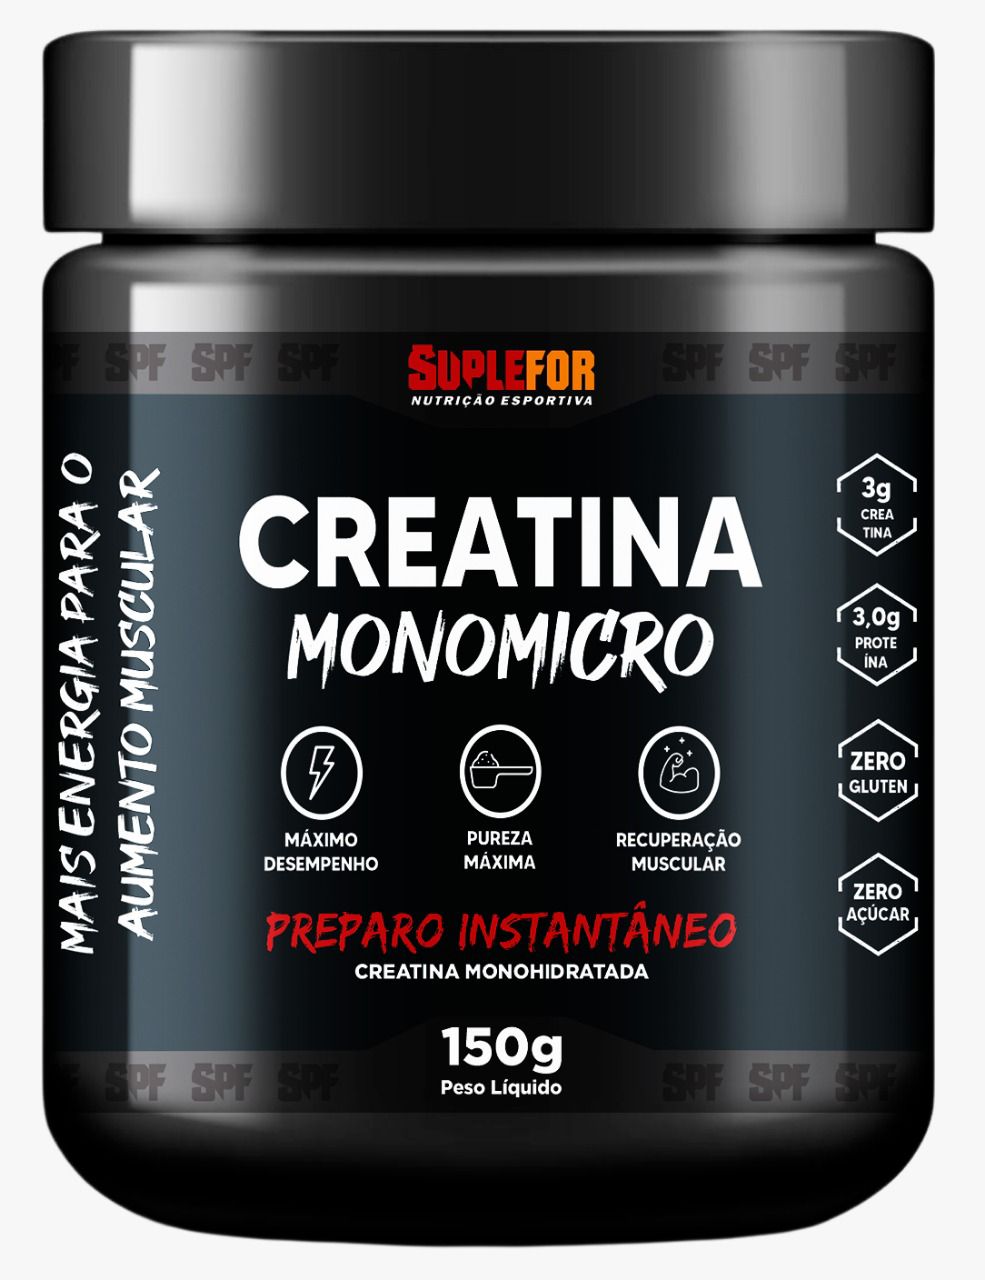 SPF SPF SPF
SUPLEFOR
NUTRIÇÃO ESPORTIVA
SPF SPF SPF
MAIS ENERGIA PARA O
AUMENTO MUSCULAR
CREATINA
MONOMICRO
MÁXIMO
DESEMPENHO
PUREZA
MÁXIMA
RECUPERAÇÃO
MUSCULAR
PREPARO INSTANTÂNEO
CREATINA MONOHIDRATADA
150g
Peso Líquido
3g
CREA
TINA
3,0g
PROTE
ÍNA
ZERO
GLUTEN
ZERO
AÇÚCAR
SPF SPF SPF
SPF SPF SPF